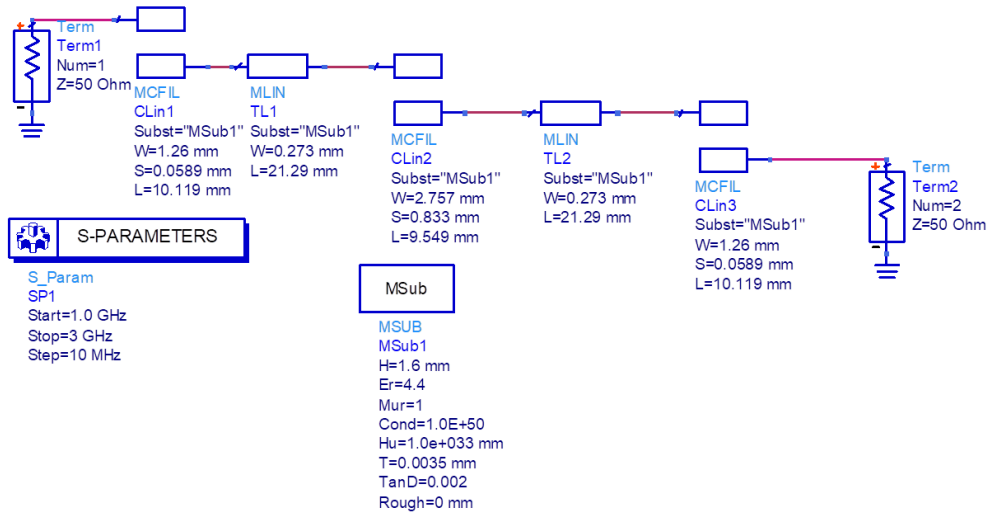 Term
Term1
Num=1
Z=50 Ohm
MCFIL
CLin1
Subst="MSub1"
W=1.26 mm
S=0.0589 mm
L=10.119 mm
MLIN
TL1
Subst="MSub1"
W=0.273 mm
L=21.29 mm
MCFIL
CLin2
Subst="MSub1"
W=2.757 mm
S=0.833 mm
L=9.549 mm
MLIN
TL2
Subst="MSub1"
W=0.273 mm
L=21.29 mm
MCFIL
CLin3
Subst="MSub1"
W=1.26 mm
S=0.0589 mm
L=10.119 mm
Term
Term2
Num=2
Z=50 Ohm
S-PARAMETERS
S_Param
SP1
Start=1.0 GHz
Stop=3 GHz
Step=10 MHz
MSub
MSUB
MSub1
H=1.6 mm
Er=4.4
Mur=1
Cond=1.0E+50
Hu=1.0e+033 mm
T=0.0035 mm
TanD=0.002
Rough=0 mm